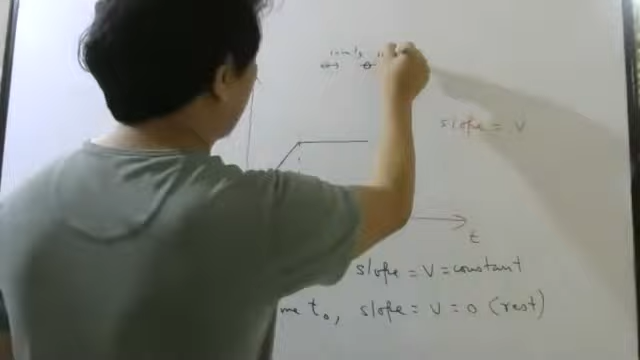 slope = v
t
slope = v = constant
me t₀, slope = v = 0 (rest)